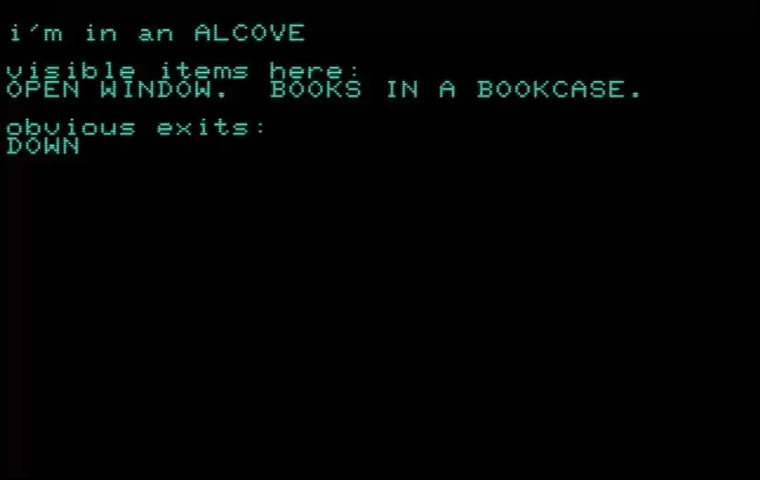 i'm in an ALCOVE
visible items here:
OPEN WINDOW.  BOOKS IN A BOOKCASE.
obvious exits:
DOWN